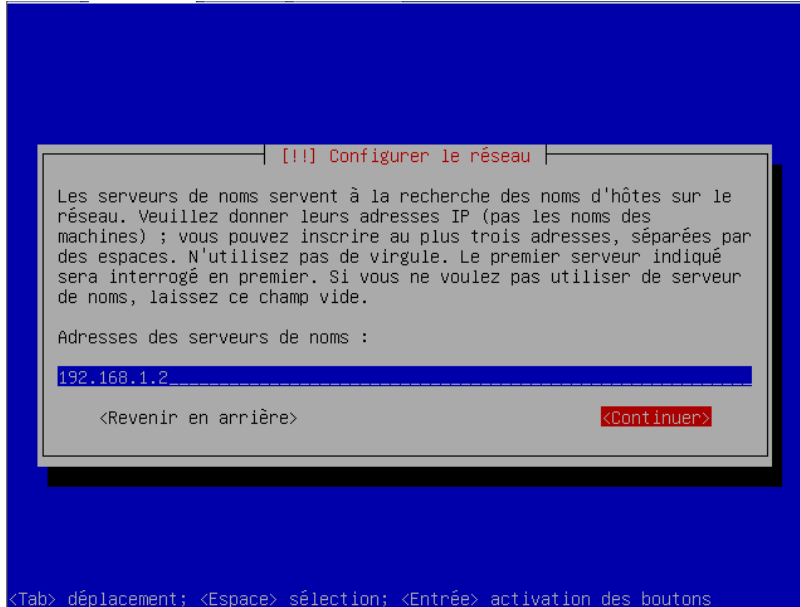 [!!] Configurer le réseau
Les serveurs de noms servent à la recherche des noms d'hôtes sur le
réseau. Veuillez donner leurs adresses IP (pas les noms des
machines) ; vous pouvez inscrire au plus trois adresses, séparées par
des espaces. N'utilisez pas de virgule. Le premier serveur indiqué
sera interrogé en premier. Si vous ne voulez pas utiliser de serveur
de noms, laissez ce champ vide.
Adresses des serveurs de noms :
192.168.1.2
<Revenir en arrière> <Continuer>
<Tab> déplacement; <Espace> sélection; <Entrée> activation des boutons